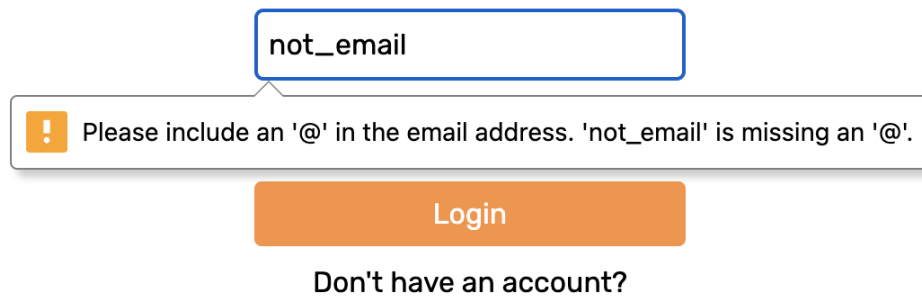 not_email
Please include an '@' in the email address. 'not_email' is missing an '@'.
Login
Don't have an account?